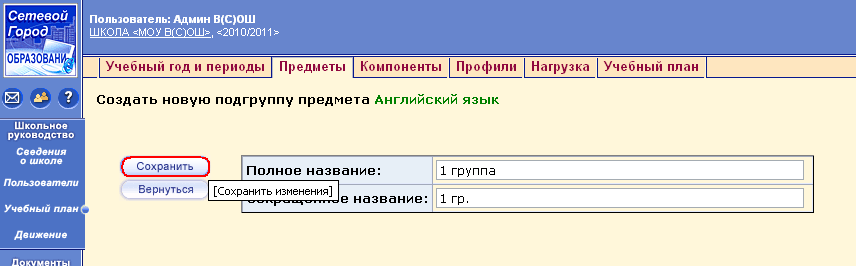 Сетевой
Город
ОБРАЗОВАНИ
Пользователь: Админ В(С)ОШ
ШКОЛА <МОУ В(С)ОШ>, <2010/2011>
Учебный год и периоды Предметы Компоненты Профили Нагрузка Учебный план
?
Школьное
руководство
Сведения
о школе
Пользователи
Учебный план
Движение
Документы
Создать новую подгруппу предмета Английский язык
Сохранить
Вернуться
[Сохранить изменения]
Полное название: 1 группа
Сокращенное название: 1 гр.